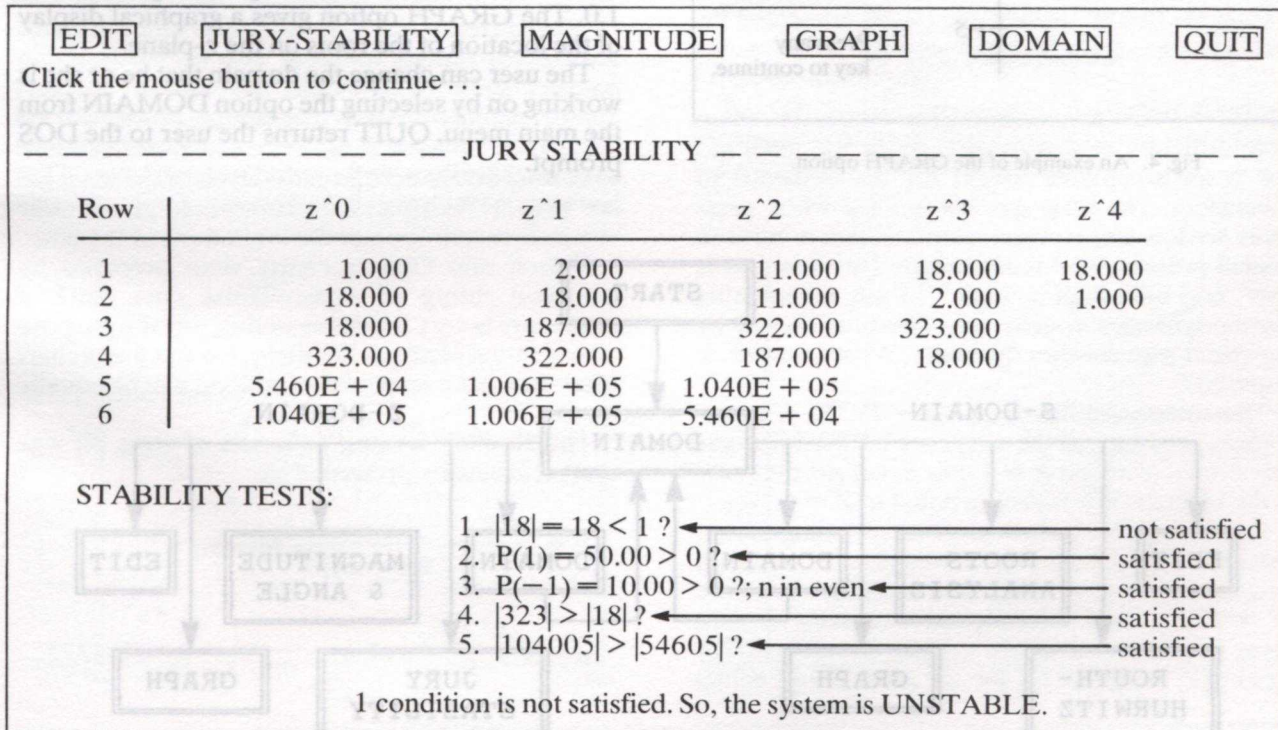 EDIT JURY-STABILITY MAGNITUDE GRAPH DOMAIN QUIT
Click the mouse button to continue . . .
JURY STABILITY
Row z^0 z^1 z^2 z^3 z^4
1 1.000 2.000 11.000 18.000 18.000
2 18.000 18.000 11.000 2.000 1.000
3 18.000 187.000 322.000 323.000
4 323.000 322.000 187.000 18.000
5 5.460E + 04 1.006E + 05 1.040E + 05
6 1.040E + 05 1.006E + 05 5.460E + 04
STABILITY TESTS:
1. |18| = 18 < 1 ? not satisfied
2. P(1) = 50.00 > 0 ? satisfied
3. P(−1) = 10.00 > 0 ?; n in even satisfied
4. |323| > |18| ? satisfied
5. |104005| > |54605| ? satisfied
1 condition is not satisfied. So, the system is UNSTABLE.